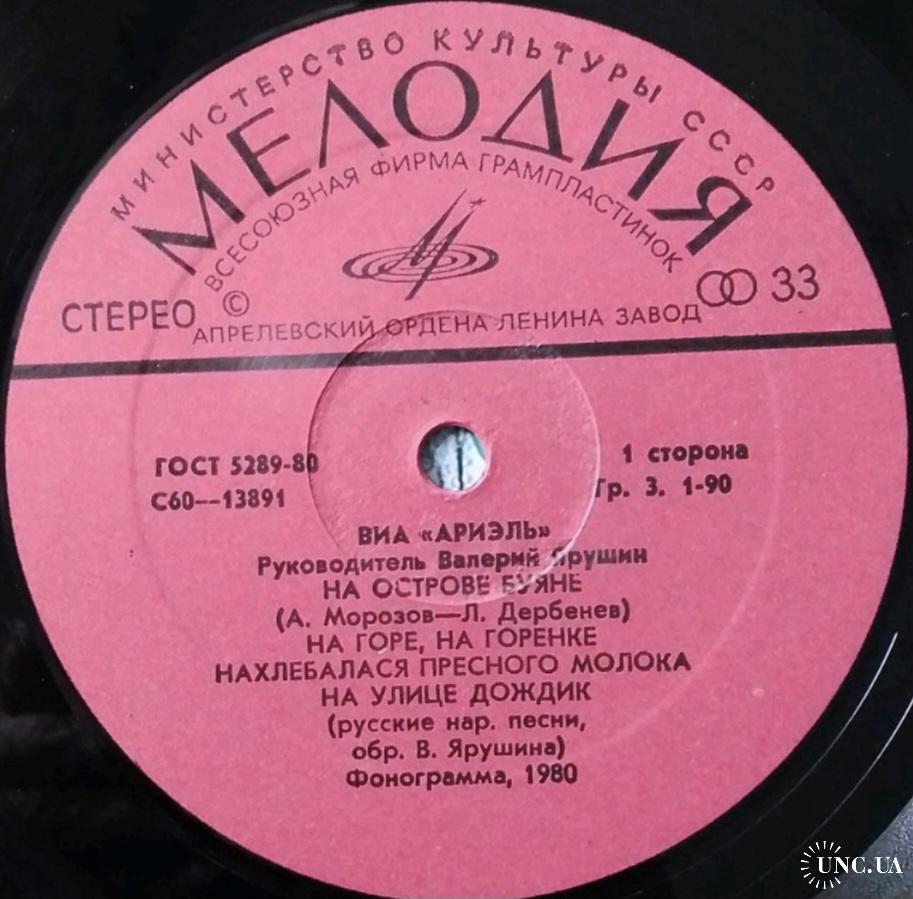 МИНИСТЕРСТВО КУЛЬТУРЫ СССР
МЕЛОДИЯ
ВСЕСОЮЗНАЯ ФИРМА ГРАМПЛАСТИНОК
СТЕРЕО ©
33
АПРЕЛЕВСКИЙ ОРДЕНА ЛЕНИНА ЗАВОД
ГОСТ 5289-80
С60—13891
1 сторона
Гр. 3. 1-90
ВИА «АРИЭЛЬ»
Руководитель Валерий Ярушин
НА ОСТРОВЕ БУЯНЕ
(А. Морозов—Л. Дербенев)
НА ГОРЕ, НА ГОРЕНКЕ
НАХЛЕБАЛАСЯ ПРЕСНОГО МОЛОКА
НА УЛИЦЕ ДОЖДИК
(русские нар. песни,
обр. В. Ярушина)
Фонограмма, 1980
UNC.UA